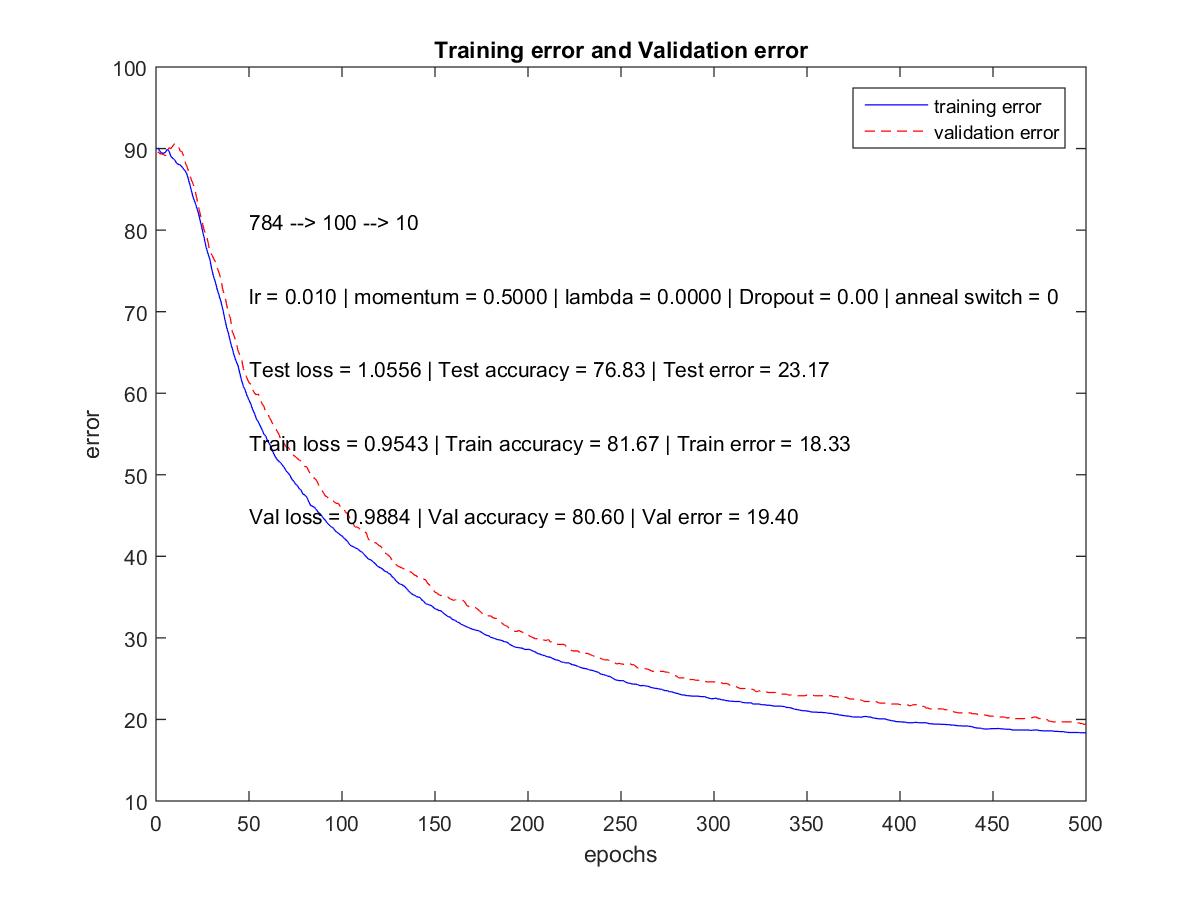 Training error and Validation error
100
training error
validation error
90
784 --> 100 --> 10
80
lr = 0.010 | momentum = 0.5000 | lambda = 0.0000 | Dropout = 0.00 | anneal switch = 0
70
Test loss = 1.0556 | Test accuracy = 76.83 | Test error = 23.17
60
Train loss = 0.9543 | Train accuracy = 81.67 | Train error = 18.33
50
Val loss = 0.9884 | Val accuracy = 80.60 | Val error = 19.40
40
30
20
10
error
0 50 100 150 200 250 300 350 400 450 500
epochs